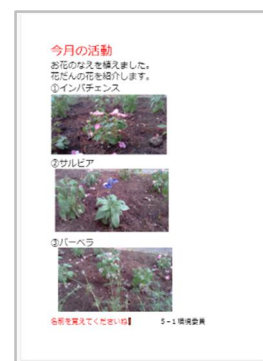 今月の活動
お花のなえを植えました。
花だんの花を紹介します。
①インパチェンス
②サルビア
③バーベラ
名前を覚えてくださいね！ 5-1環境委員